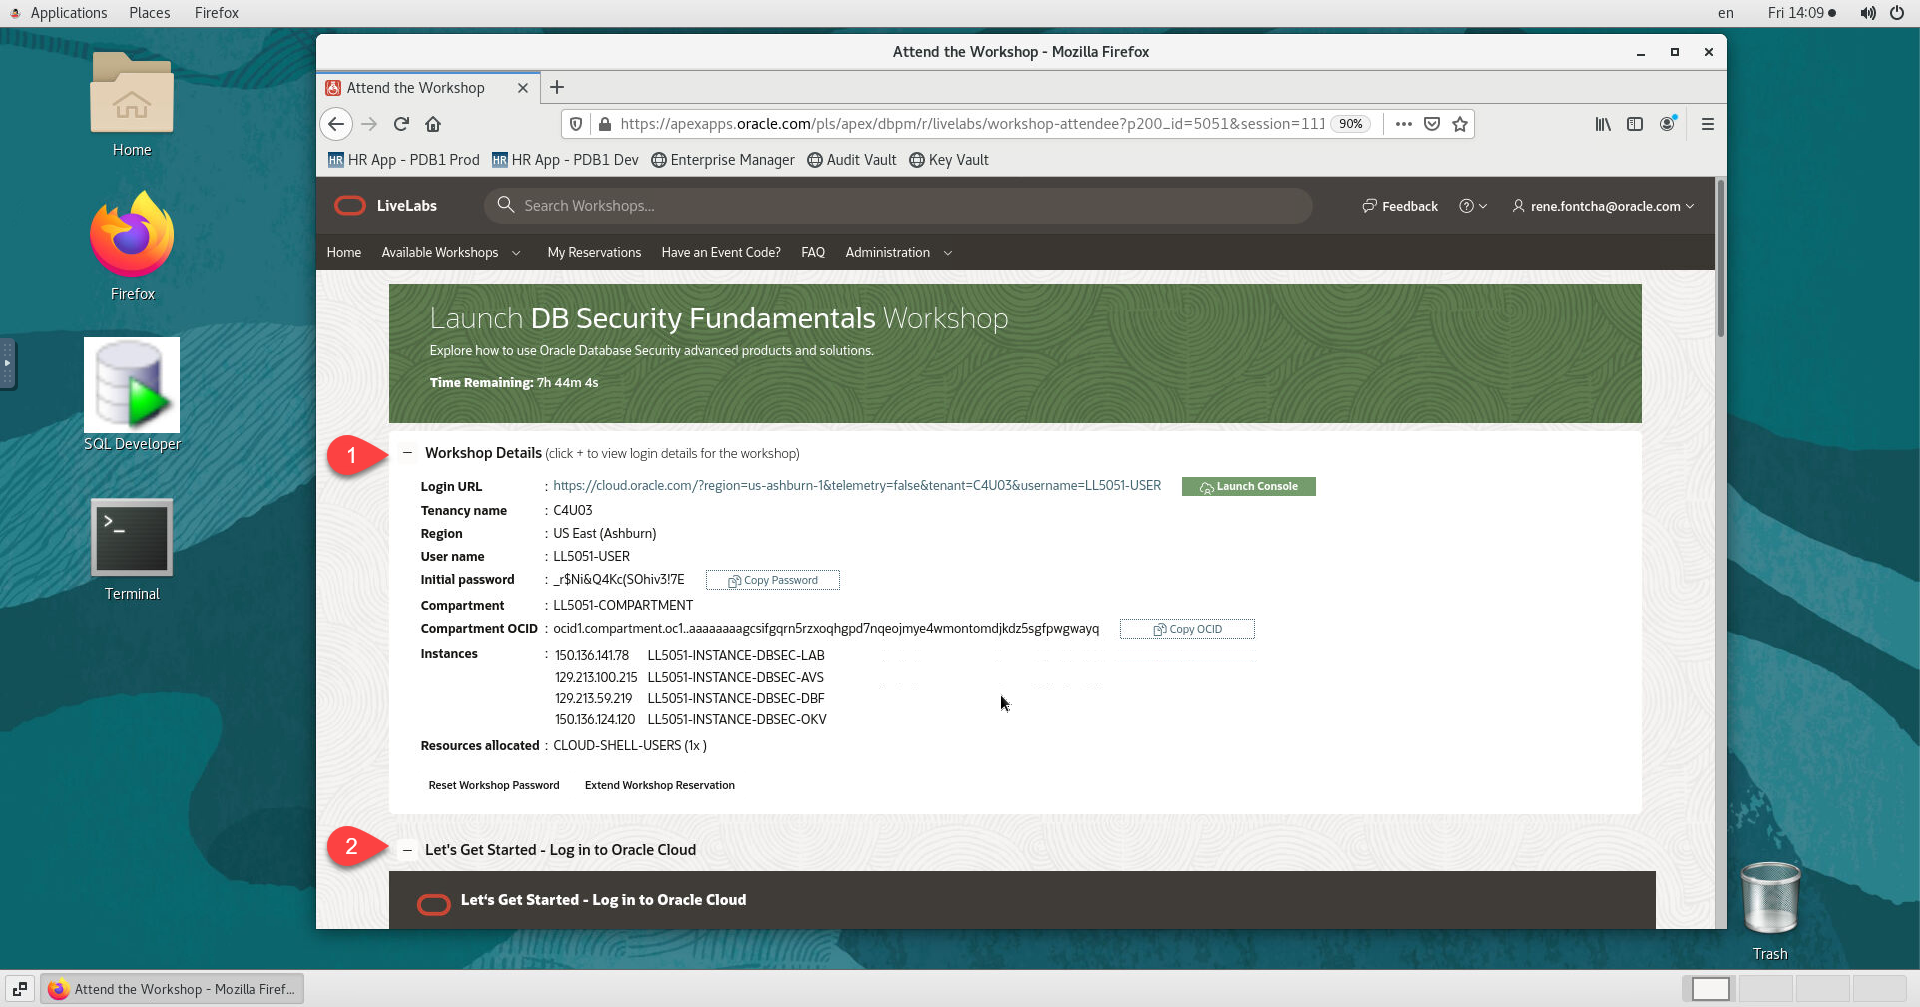 Applications Places Firefox en Fri 14:09
Attend the Workshop - Mozilla Firefox
Attend the Workshop
https://apexapps.oracle.com/pls/apex/dbpm/r/livelabs/workshop-attendee?p200_id=5051&session=111 90%
HR HR App - PDB1 Prod HR HR App - PDB1 Dev Enterprise Manager Audit Vault Key Vault
LiveLabs Search Workshops... Feedback rene.fontcha@oracle.com
Home Available Workshops My Reservations Have an Event Code? FAQ Administration
Launch DB Security Fundamentals Workshop
Explore how to use Oracle Database Security advanced products and solutions.
Time Remaining: 7h 44m 4s
1 Workshop Details (click + to view login details for the workshop)
Login URL : https://cloud.oracle.com/?region=us-ashburn-1&telemetry=false&tenant=C4U03&username=LL5051-USER Launch Console
Tenancy name : C4U03
Region : US East (Ashburn)
User name : LL5051-USER
Initial password : _r$Ni&Q4Kc(SOhiv3!7E Copy Password
Compartment : LL5051-COMPARTMENT
Compartment OCID : ocid1.compartment.oc1..aaaaaaaagcsifgqrn5rzxoqhgpd7nqeojmye4wmontomdjkdz5sgfpwgwayq Copy OCID
Instances : 150.136.141.78 LL5051-INSTANCE-DBSEC-LAB
129.213.100.215 LL5051-INSTANCE-DBSEC-AVS
129.213.59.219 LL5051-INSTANCE-DBSEC-DBF
150.136.124.120 LL5051-INSTANCE-DBSEC-OKV
Resources allocated : CLOUD-SHELL-USERS (1x )
Reset Workshop Password Extend Workshop Reservation
2 Let's Get Started - Log in to Oracle Cloud
Let's Get Started - Log in to Oracle Cloud
Home
Firefox
SQL Developer
Terminal
Trash
Attend the Workshop - Mozilla Firef...